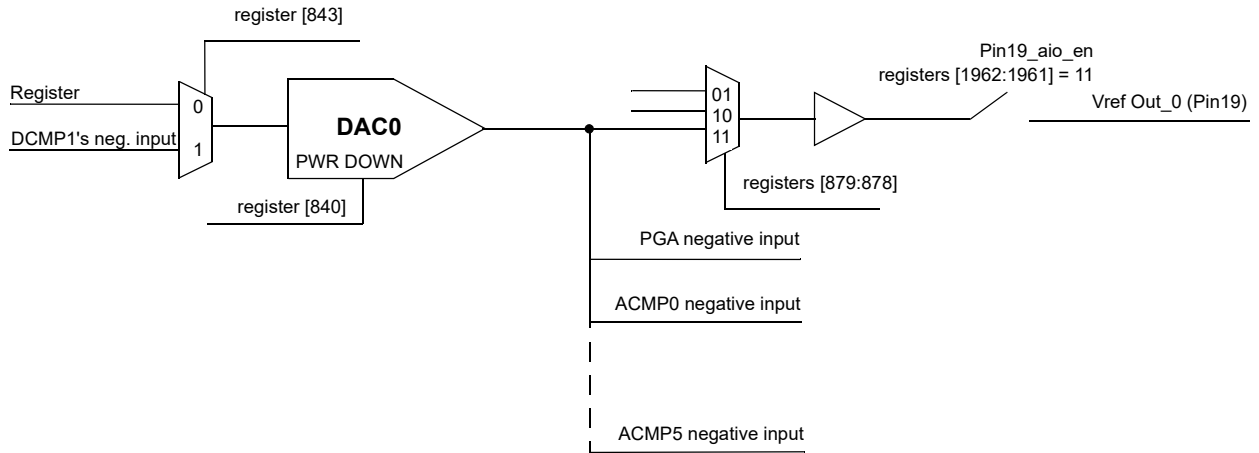 register [843]
Register
0
DCMP1's neg. input
1
DAC0
PWR DOWN
register [840]
01
10
11
registers [879:878]
Pin19_aio_en
registers [1962:1961] = 11
Vref Out_0 (Pin19)
PGA negative input
ACMP0 negative input
ACMP5 negative input